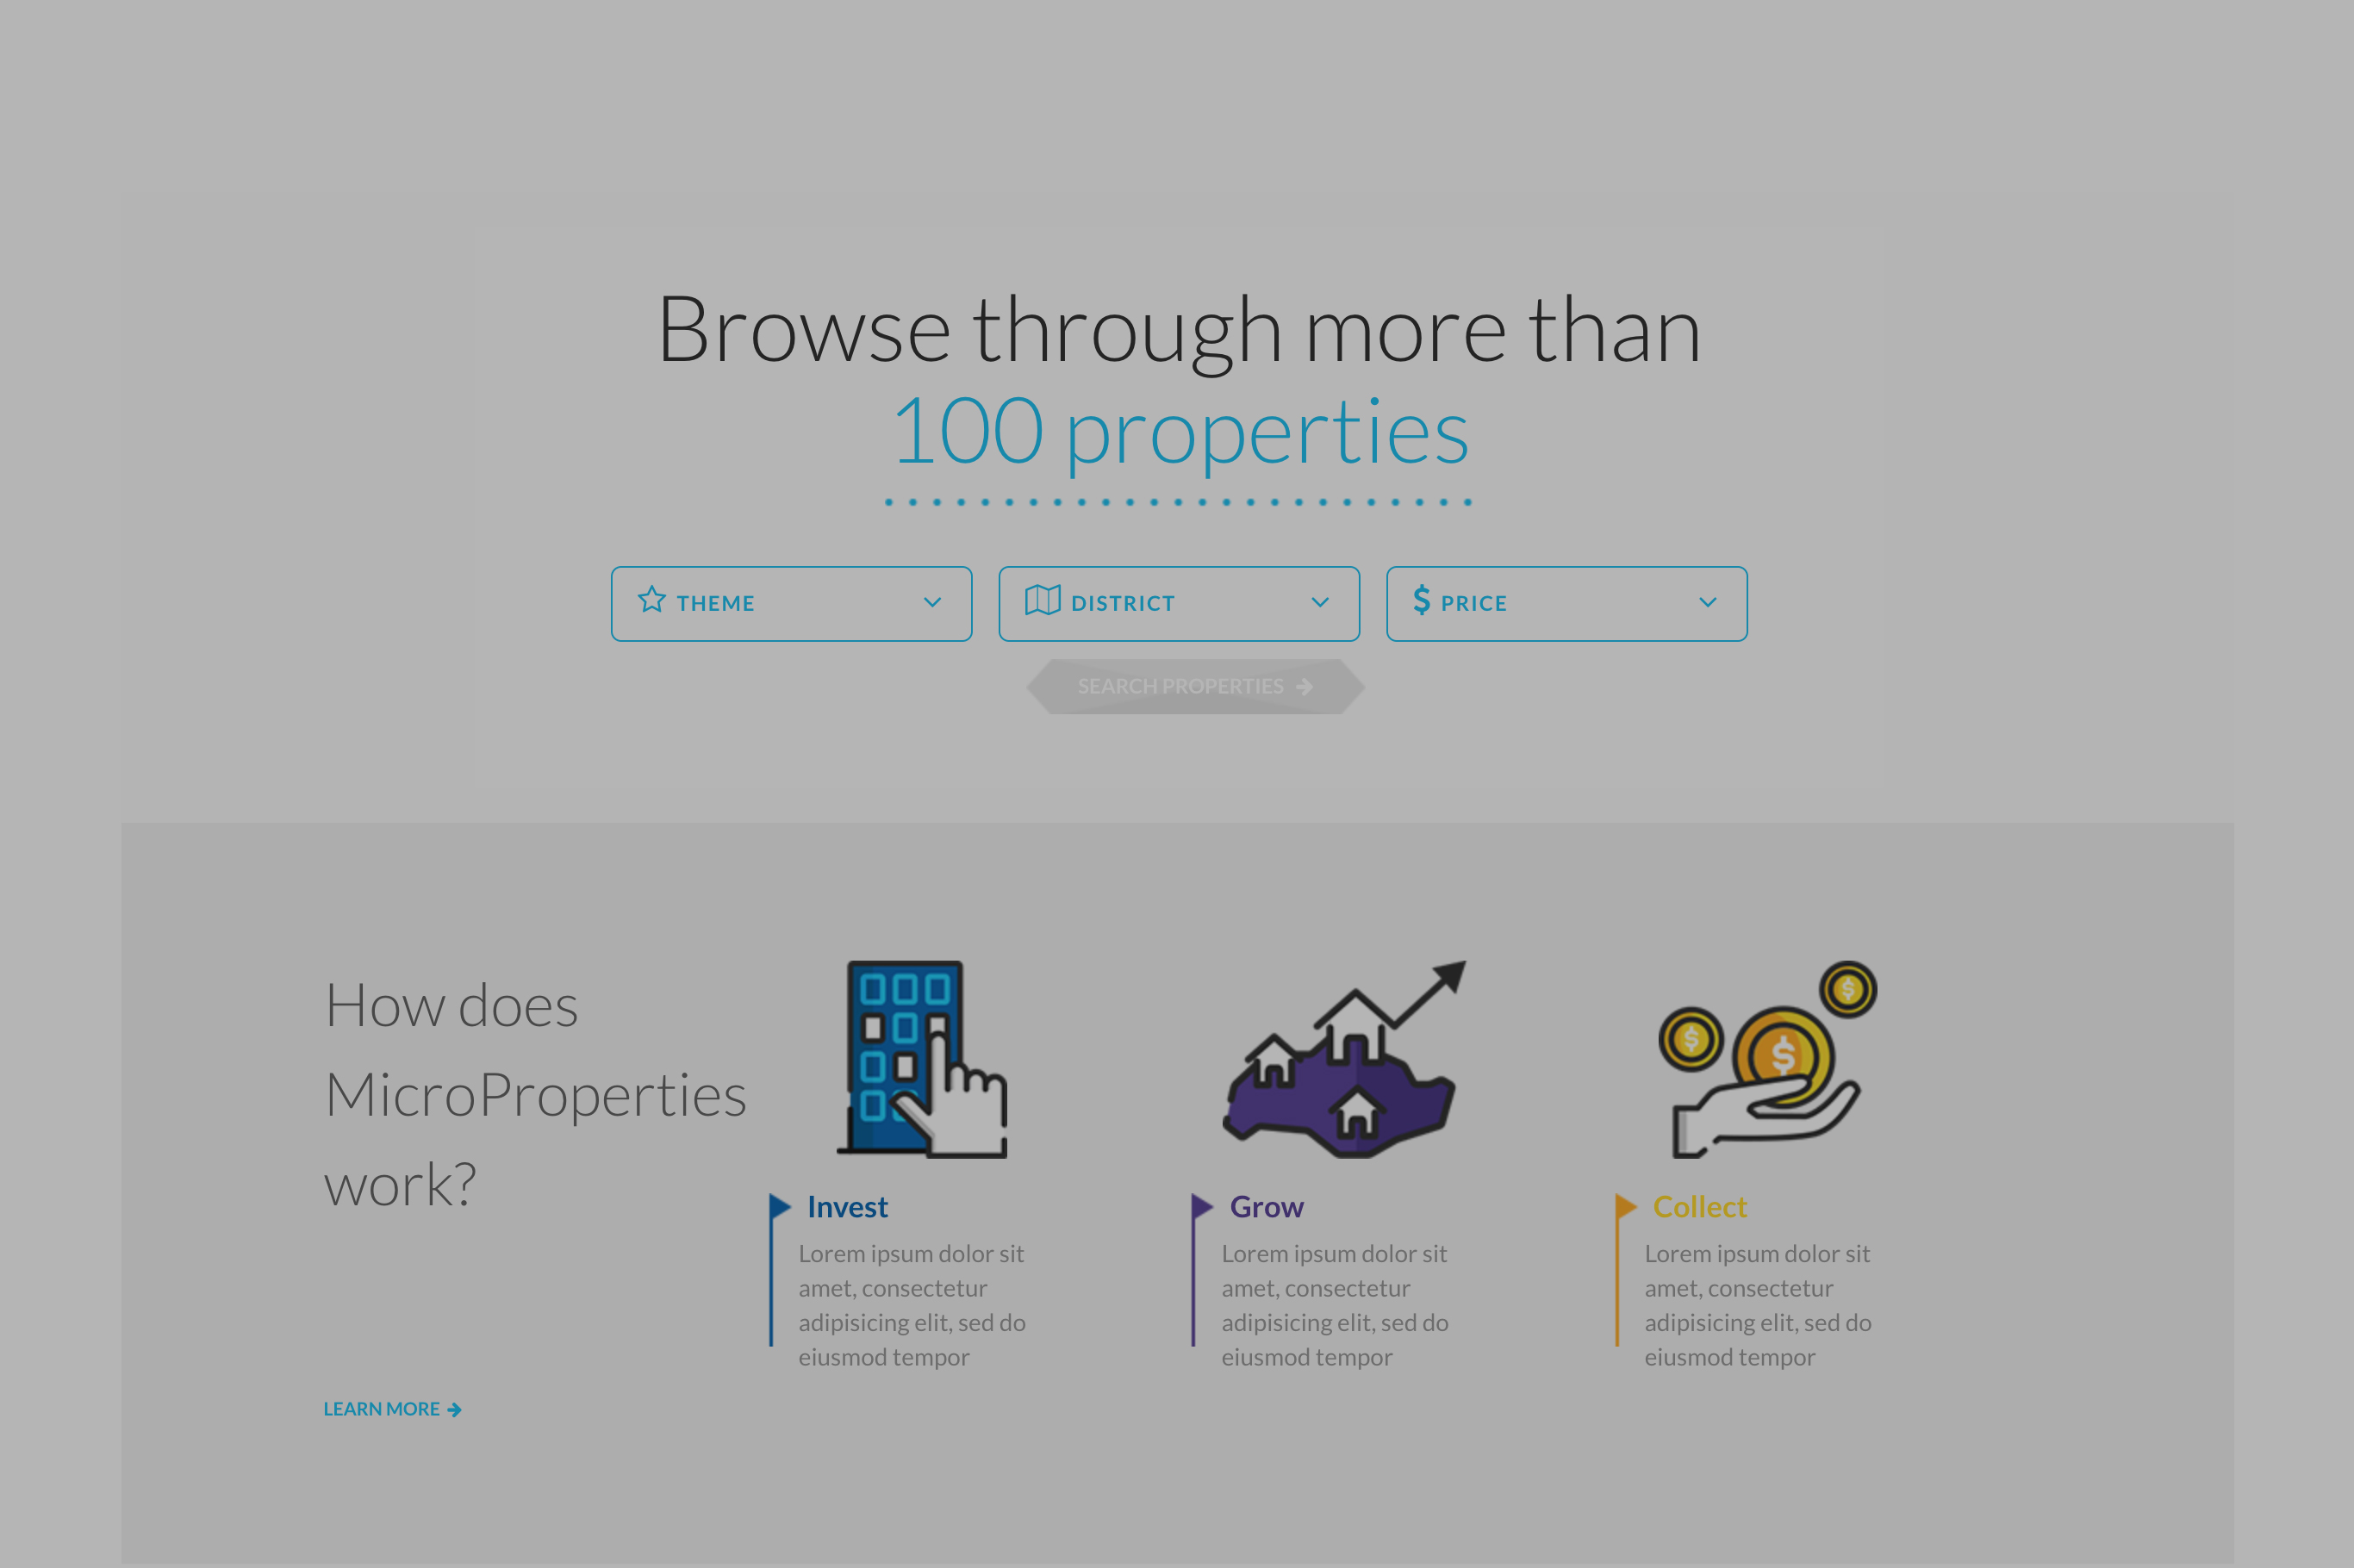 Browse through more than
100 properties
THEME
DISTRICT
$ PRICE
SEARCH PROPERTIES
How does
MicroProperties
work?
LEARN MORE
Invest
Lorem ipsum dolor sit
amet, consectetur
adipisicing elit, sed do
eiusmod tempor
Grow
Lorem ipsum dolor sit
amet, consectetur
adipisicing elit, sed do
eiusmod tempor
Collect
Lorem ipsum dolor sit
amet, consectetur
adipisicing elit, sed do
eiusmod tempor